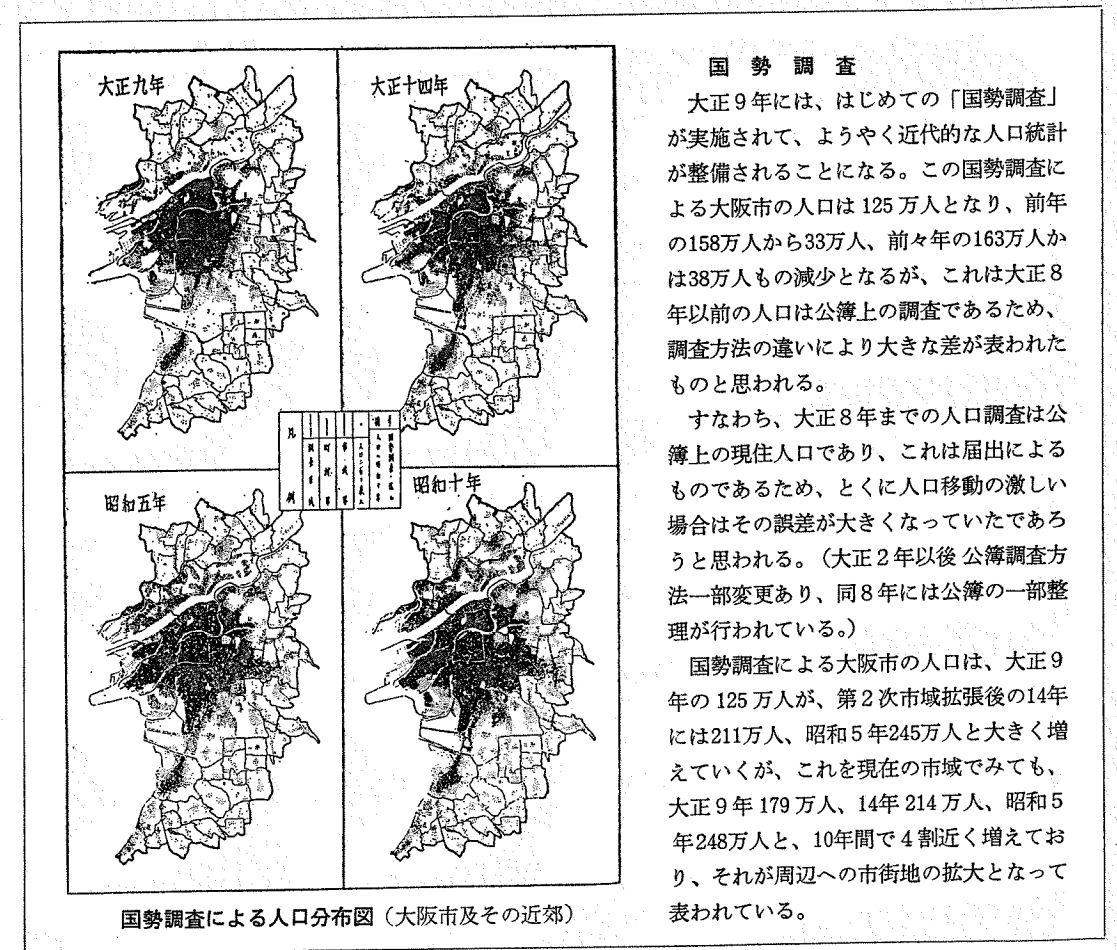 大正九年
大正十四年
昭和五年
昭和十年
凡例
国勢調査による人口分布図（大阪市及その近郊）
国勢調査
大正９年には、はじめての「国勢調査」
が実施されて、ようやく近代的な人口統計
が整備されることになる。この国勢調査に
よる大阪市の人口は125万人となり、前年
の158万人から33万人、前々年の163万人か
は38万人もの減少となるが、これは大正８
年以前の人口は公簿上の調査であるため、
調査方法の違いにより大きな差が表われた
ものと思われる。
すなわち、大正８年までの人口調査は公
簿上の現住人口であり、これは届出による
ものであるため、とくに人口移動の激しい
場合はその誤差が大きくなっていたであろ
うと思われる。（大正２年以後 公簿調査方
法一部変更あり、同８年には公簿の一部整
理が行われている。）
国勢調査による大阪市の人口は、大正９
年の125万人が、第２次市域拡張後の14年
には211万人、昭和５年245万人と大きく増
えていくが、これを現在の市域でみても、
大正９年179万人、14年214万人、昭和５
年248万人と、10年間で４割近く増えてお
り、それが周辺への市街地の拡大となって
表われている。